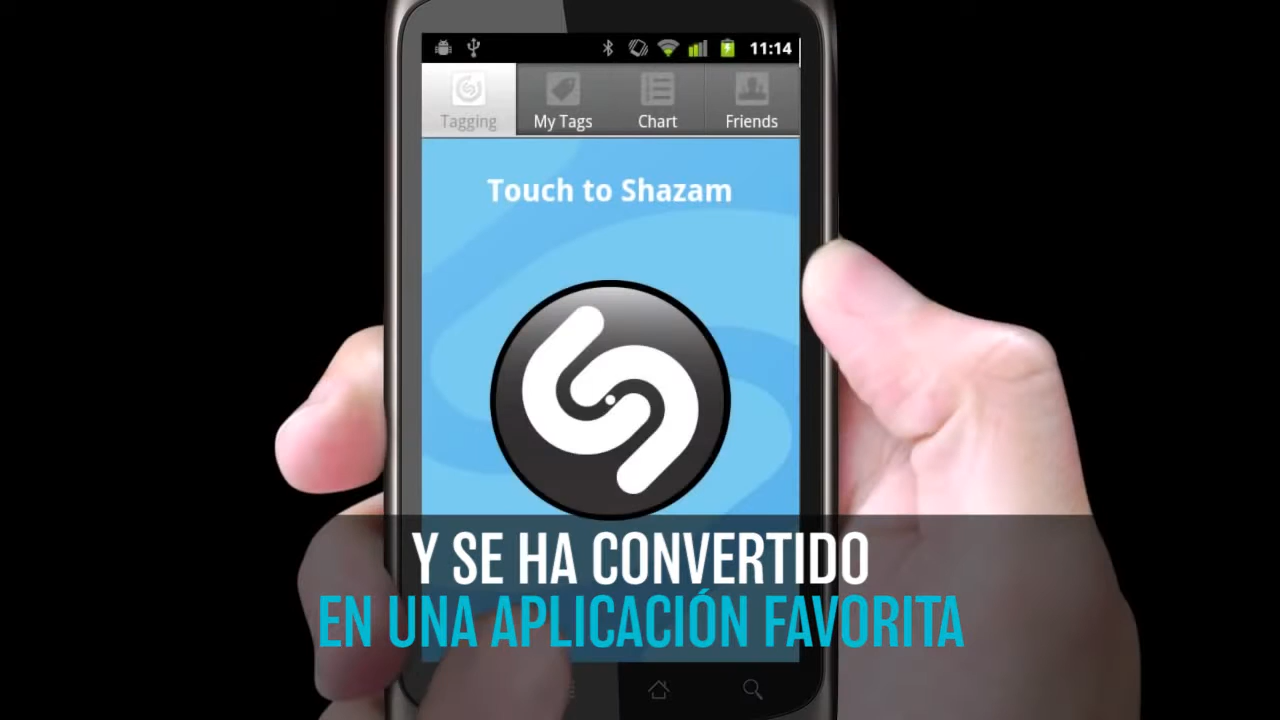 11:14
Tagging
My Tags
Chart
Friends
Touch to Shazam
Y SE HA CONVERTIDO
EN UNA APLICACIÓN FAVORITA